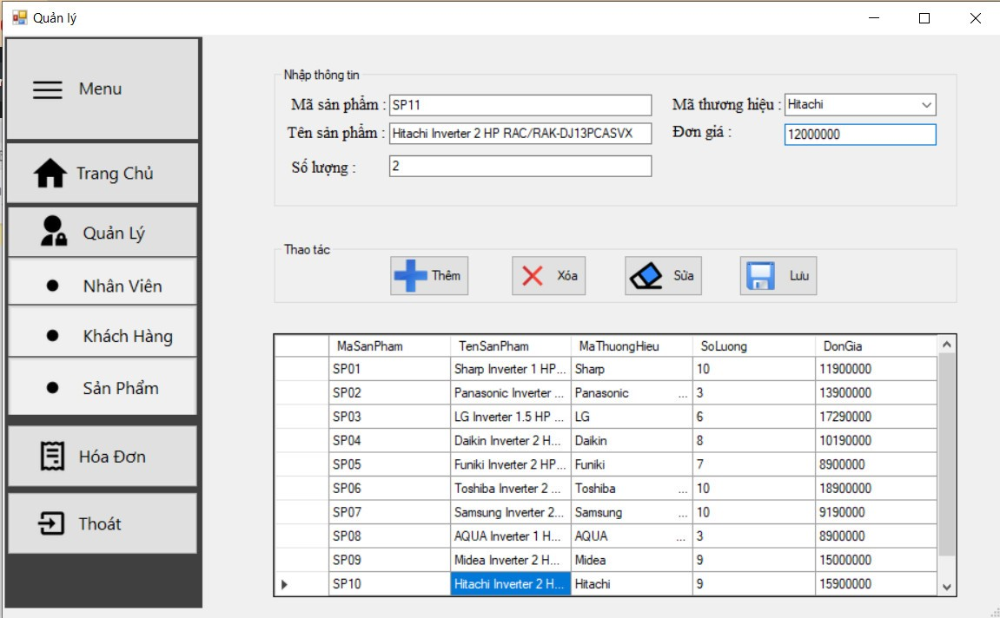 Quản lý
Menu
Trang Chủ
Quản Lý
Nhân Viên
Khách Hàng
Sản Phẩm
Hóa Đơn
Thoát
Nhập thông tin
Mã sản phẩm : SP11 Mã thương hiệu : Hitachi
Tên sản phẩm : Hitachi Inverter 2 HP RAC/RAK-DJ13PCASVX Đơn giá : 12000000
Số lượng : 2
Thao tác
Thêm Xóa Sửa Lưu
MaSanPham TenSanPham MaThuongHieu SoLuong DonGia
SP01 Sharp Inverter 1 HP... Sharp 10 11900000
SP02 Panasonic Inverter ... Panasonic ... 3 13900000
SP03 LG Inverter 1.5 HP ... LG 6 17290000
SP04 Daikin Inverter 2 H... Daikin 8 10190000
SP05 Funiki Inverter 2 HP... Funiki 7 8900000
SP06 Toshiba Inverter 2 ... Toshiba ... 10 18900000
SP07 Samsung Inverter 2... Samsung ... 10 9190000
SP08 AQUA Inverter 1 H... AQUA ... 3 8900000
SP09 Midea Inverter 2 H... Midea 9 15000000
SP10 Hitachi Inverter 2 H... Hitachi 9 15900000